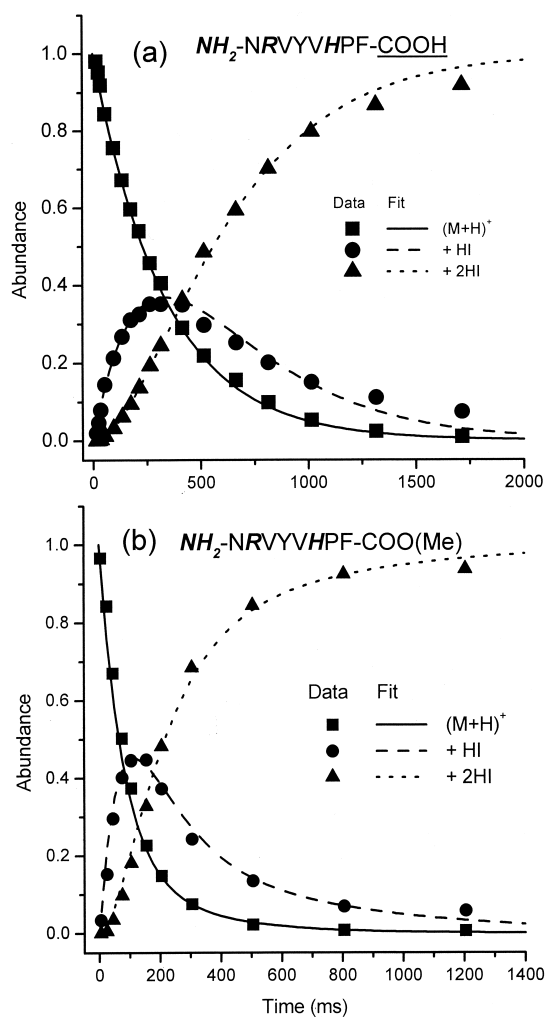 (a) NH2-NRVYVHPF-COOH
Data Fit
(M+H)+
+ HI
+ 2HI
Abundance
1.0
0.8
0.6
0.4
0.2
0.0
0 500 1000 1500 2000
(b) NH2-NRVYVHPF-COO(Me)
Data Fit
(M+H)+
+ HI
+ 2HI
Abundance
1.0
0.8
0.6
0.4
0.2
0.0
0 200 400 600 800 1000 1200 1400
Time (ms)